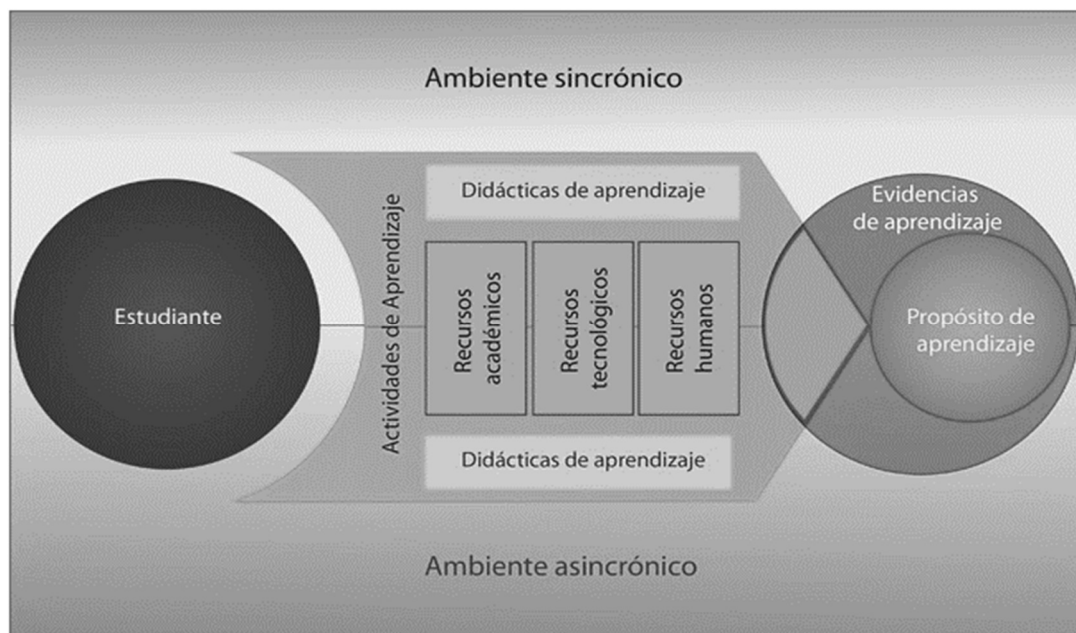 Ambiente sincrónico
Didácticas de aprendizaje
Evidencias
de aprendizaje
Actividades de Aprendizaje
Estudiante
Recursos
académicos
Recursos
tecnológicos
Recursos
humanos
Propósito de
aprendizaje
Didácticas de aprendizaje
Ambiente asincrónico